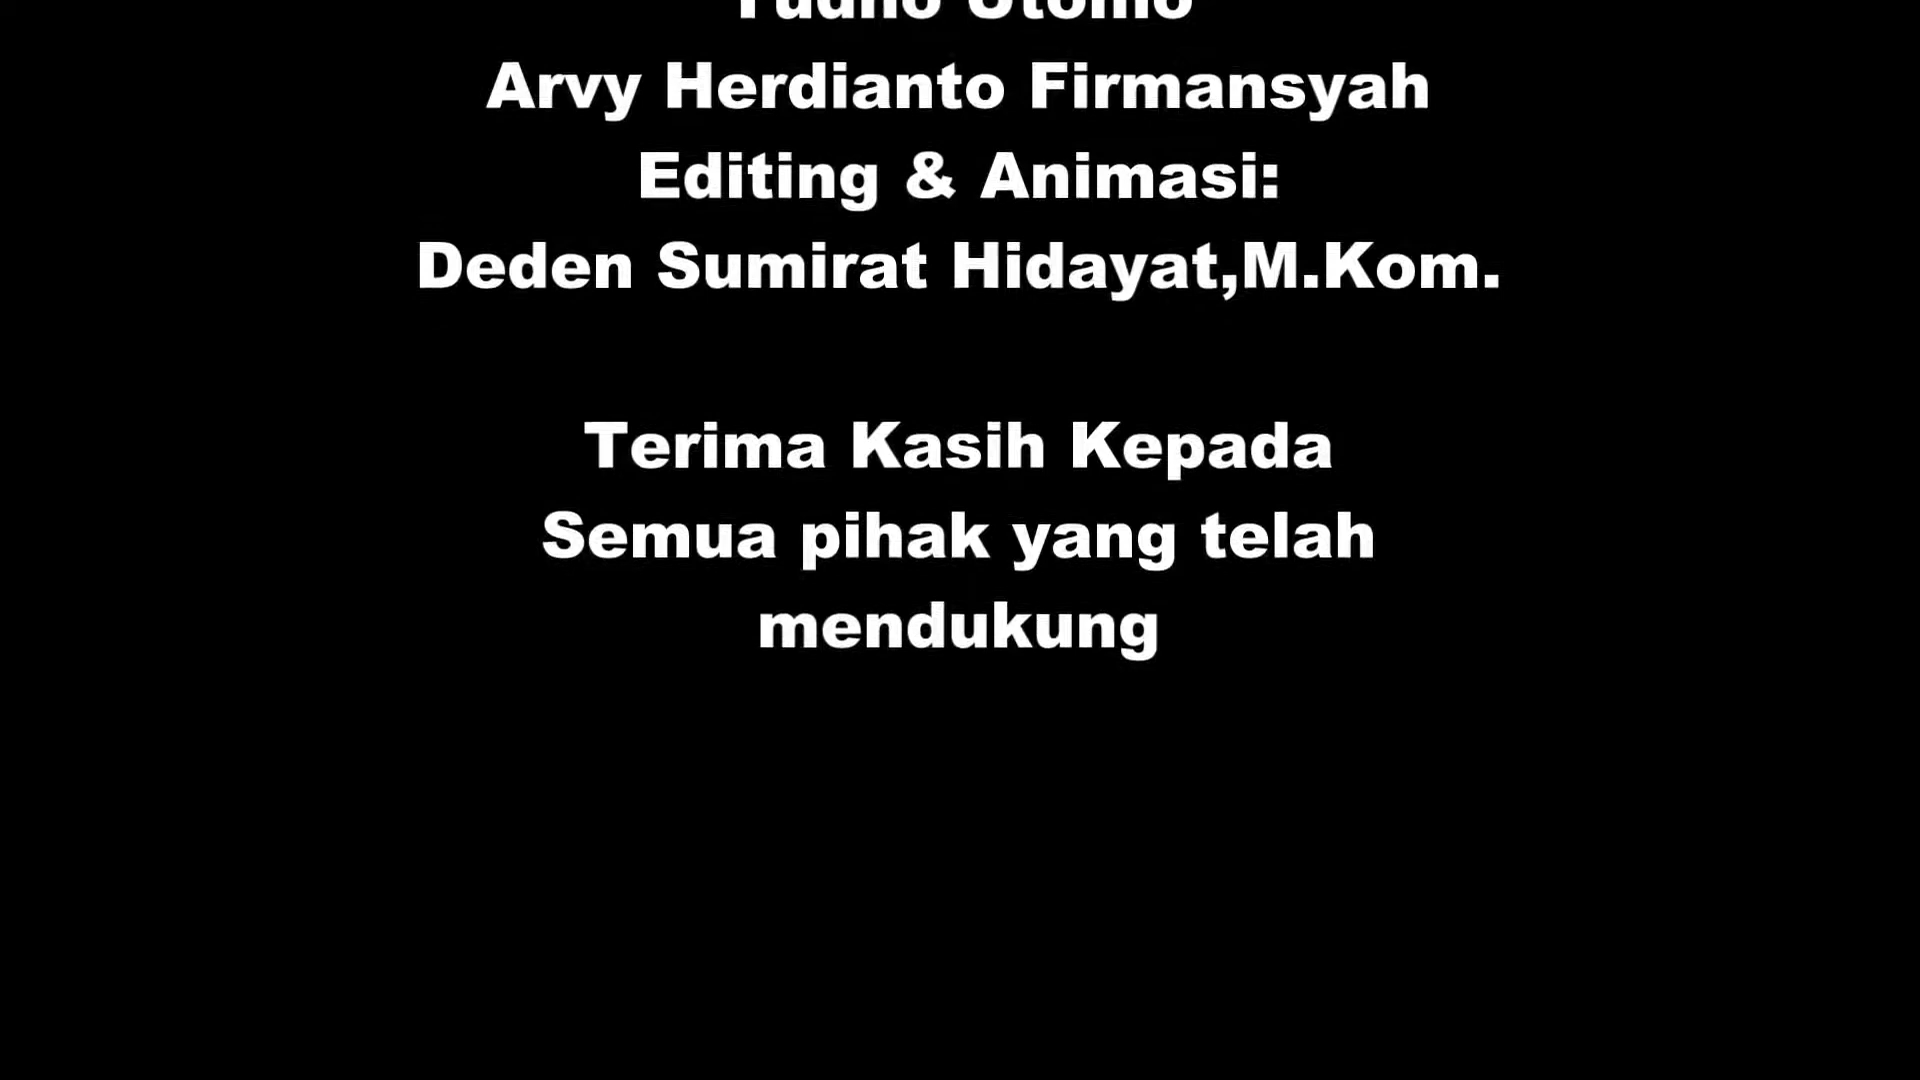 Arvy Herdianto Firmansyah
Editing & Animasi:
Deden Sumirat Hidayat,M.Kom.
Terima Kasih Kepada
Semua pihak yang telah
mendukung